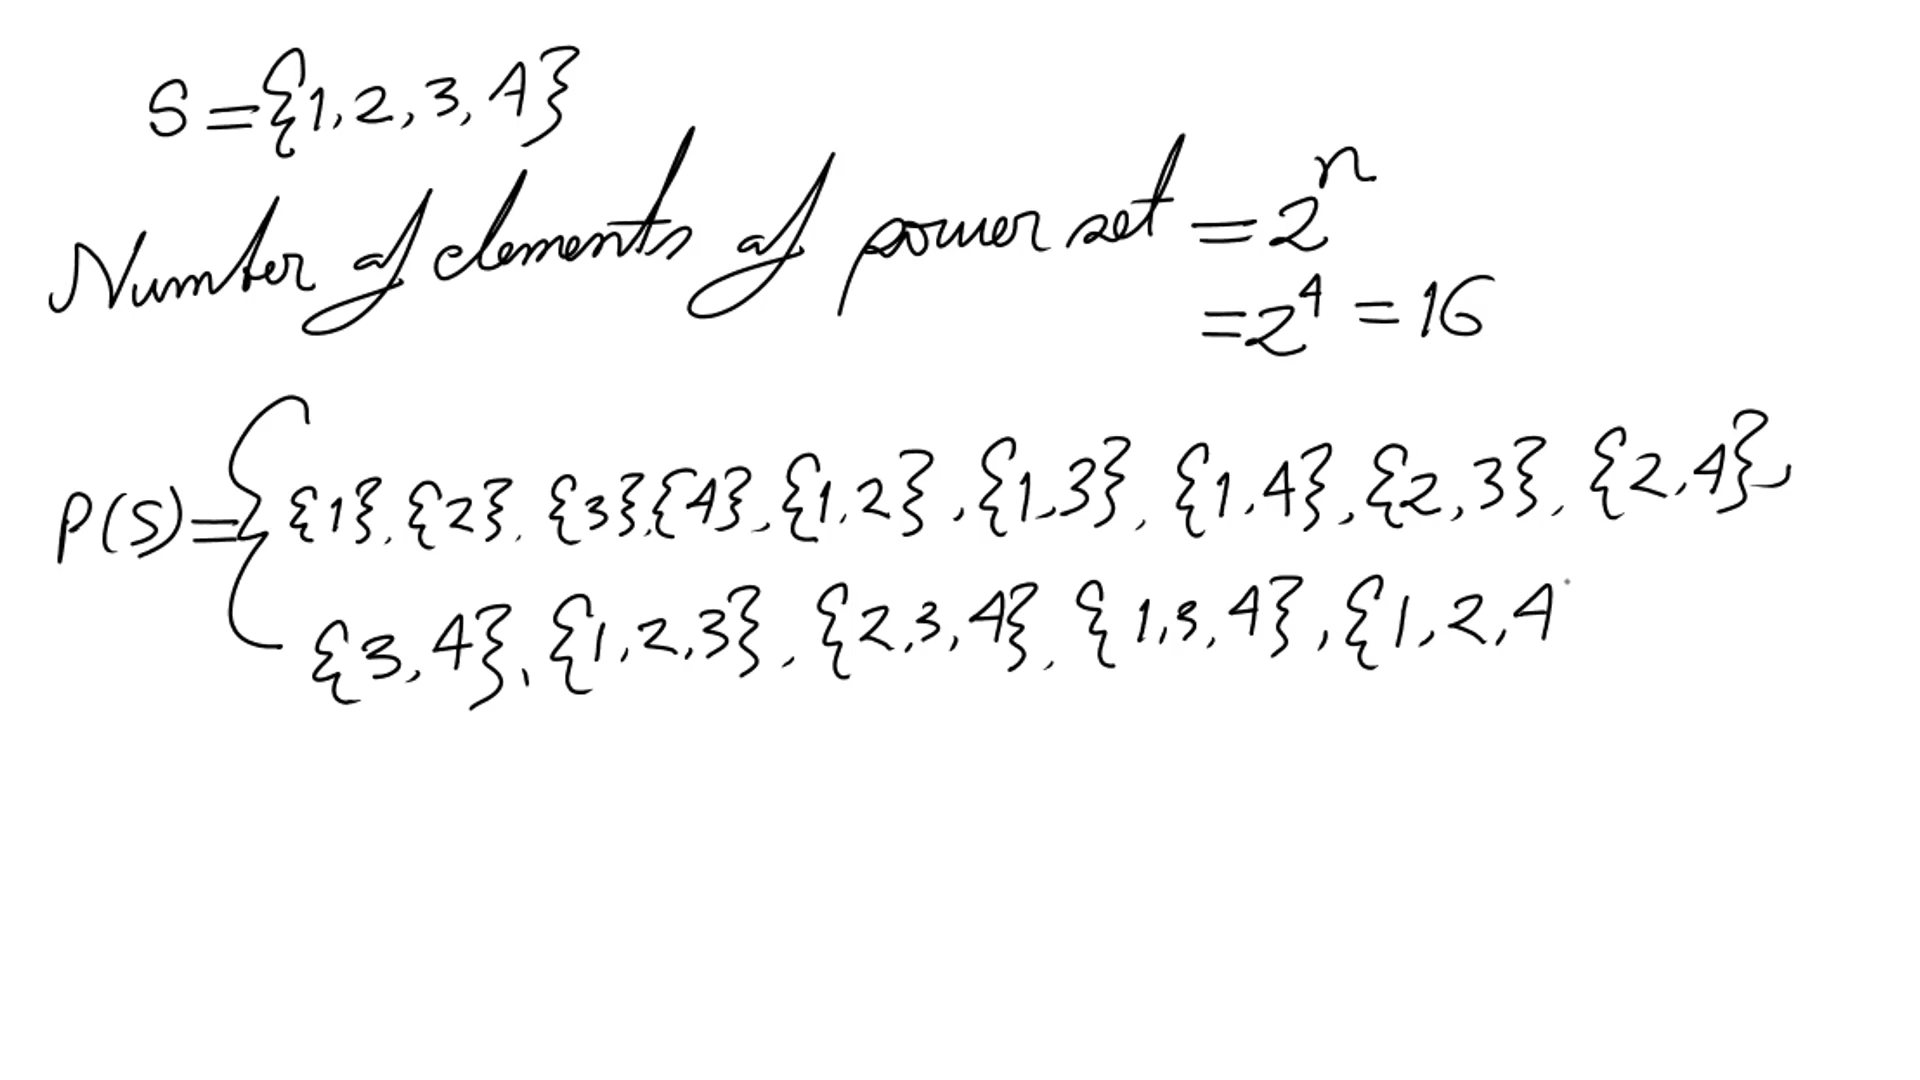 S={1,2,3,4}
Number of elements of power set = 2^n
=2^4 = 16
P(S)={ {1}, {2}, {3},{4}, {1,2}, {1,3}, {1,4}, {2,3}, {2,4},
{3,4}, {1,2,3}, {2,3,4}, {1,3,4}, {1,2,4